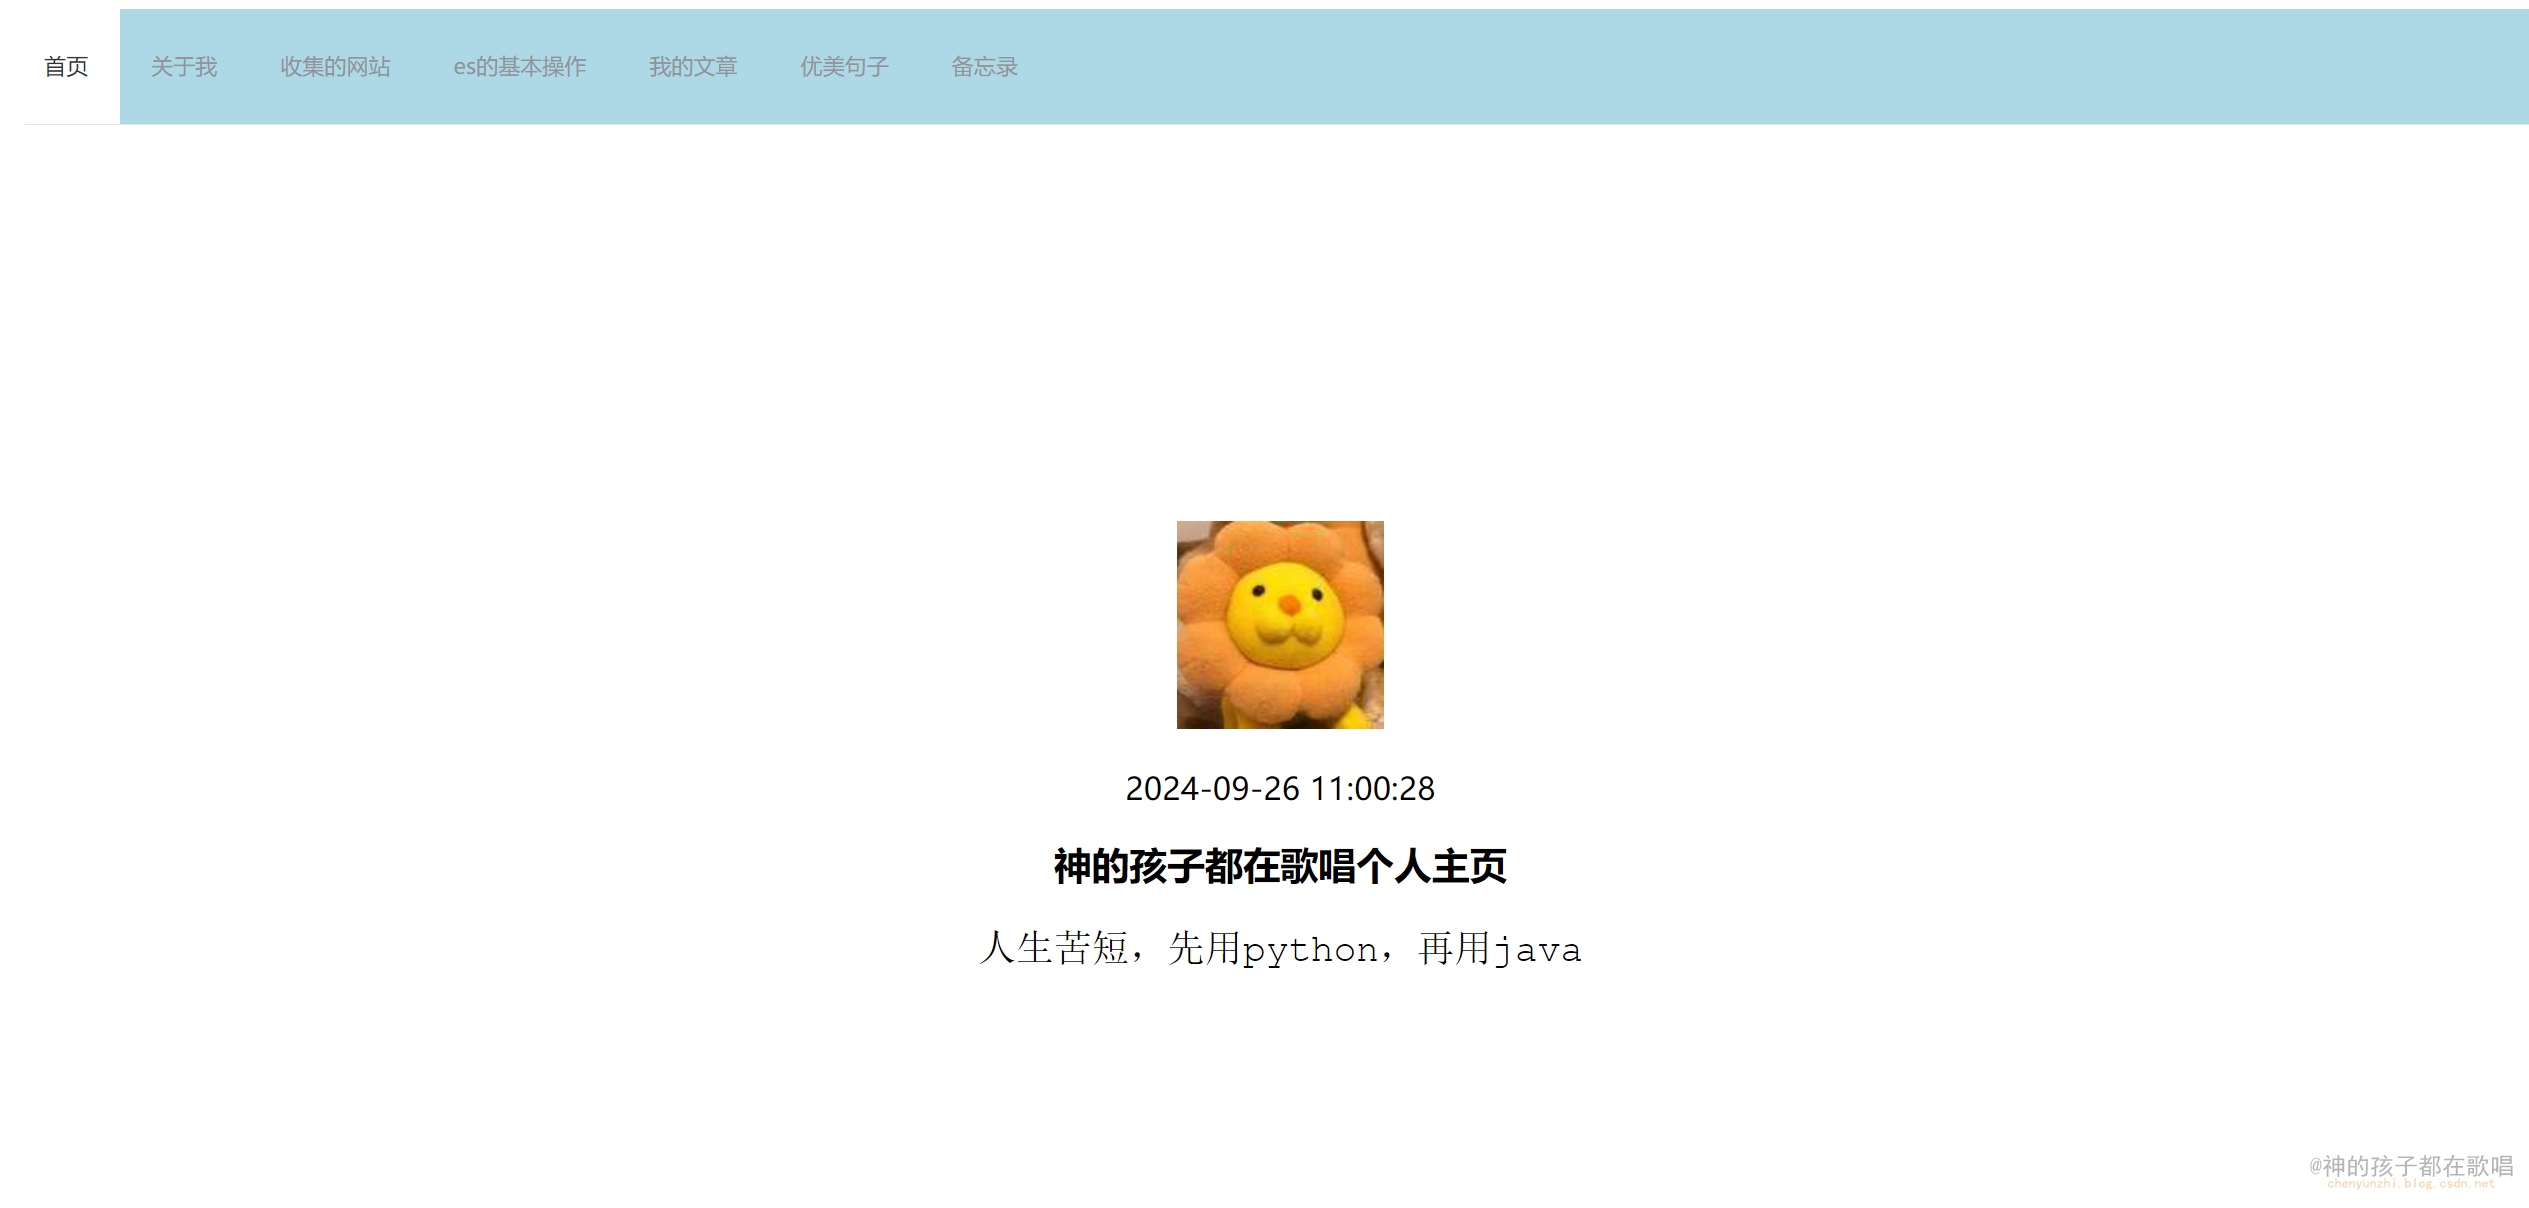 首页 关于我 收集的网站 es的基本操作 我的文章 优美句子 备忘录
2024-09-26 11:00:28
神的孩子都在歌唱个人主页
人生苦短，先用python，再用java
@神的孩子都在歌唱
chenyunzhi.blog.csdn.net